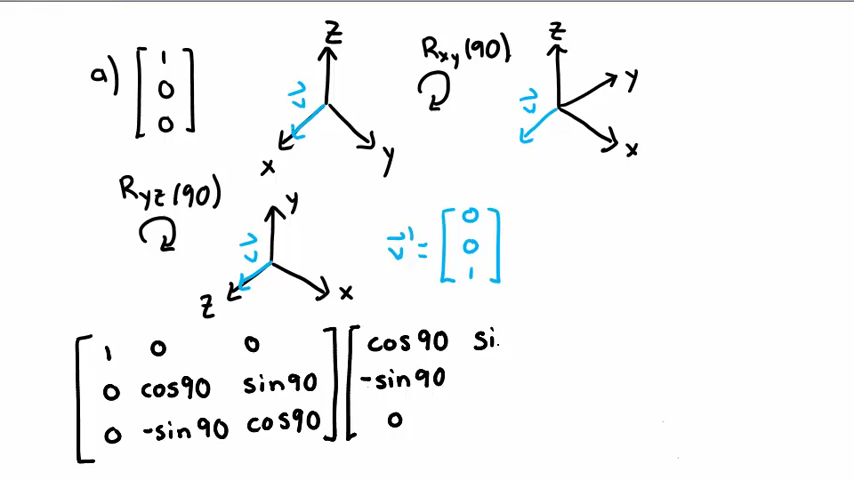 a) [1 0 0]
Z
v
X
Y
Rxy(90)
Z
v
Y
X
Ryz(90)
Y
v
Z
X
v' = [0 0 1]
1 0 0 cos90 si
0 cos90 sin90 -sin90
0 -sin90 cos90 0